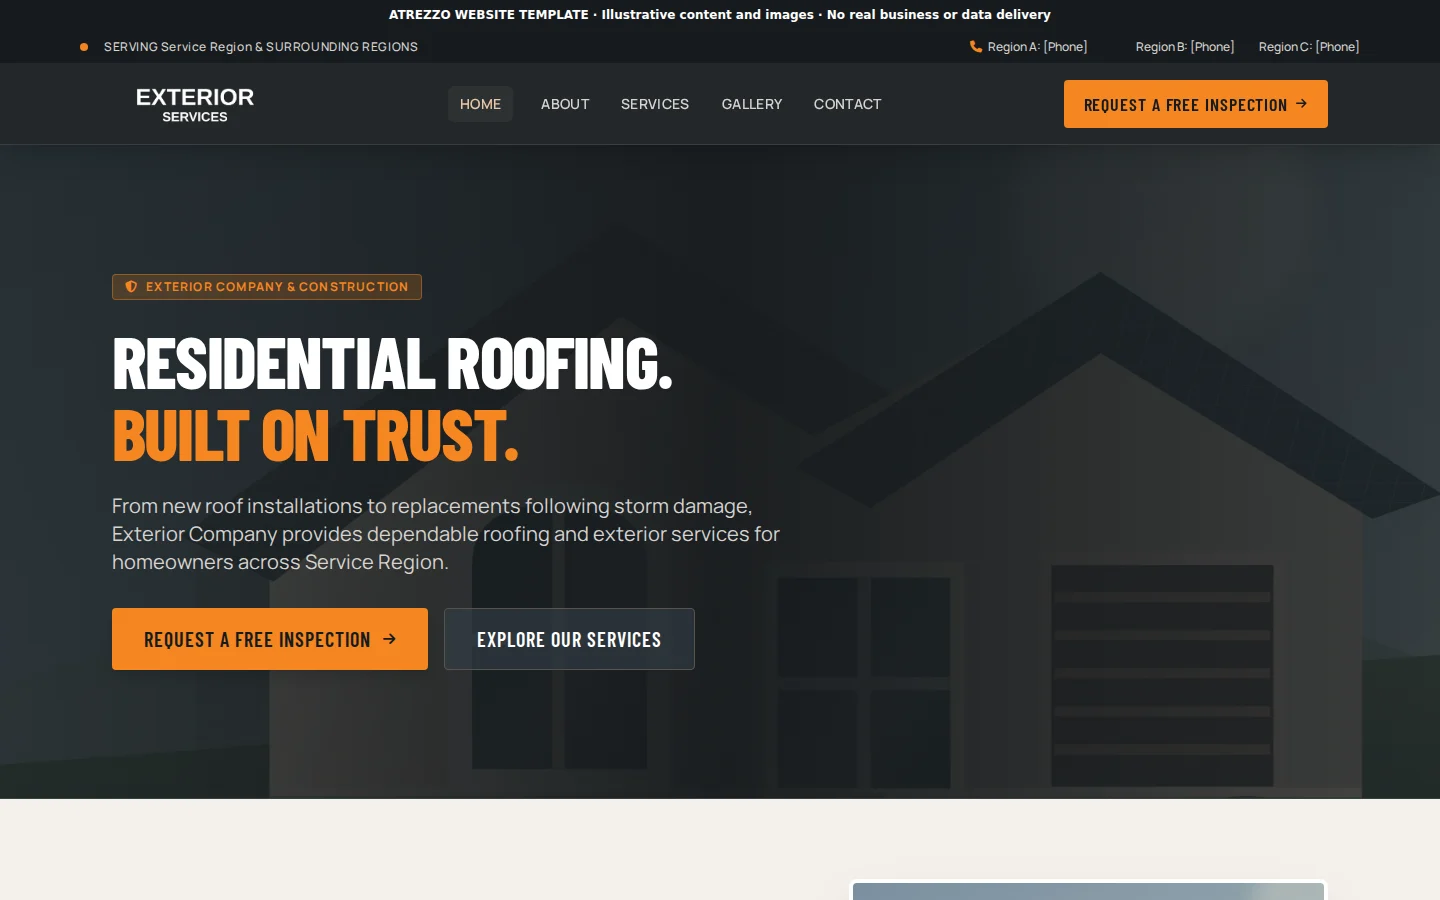 ATREZZO WEBSITE TEMPLATE · Illustrative content and images · No real business or data delivery
SERVING Service Region & SURROUNDING REGIONS
Region A: [Phone]
Region B: [Phone]
Region C: [Phone]
EXTERIOR
SERVICES
HOME
ABOUT
SERVICES
GALLERY
CONTACT
REQUEST A FREE INSPECTION →
EXTERIOR COMPANY & CONSTRUCTION
RESIDENTIAL ROOFING.
BUILT ON TRUST.
From new roof installations to replacements following storm damage,
Exterior Company provides dependable roofing and exterior services for
homeowners across Service Region.
REQUEST A FREE INSPECTION →
EXPLORE OUR SERVICES